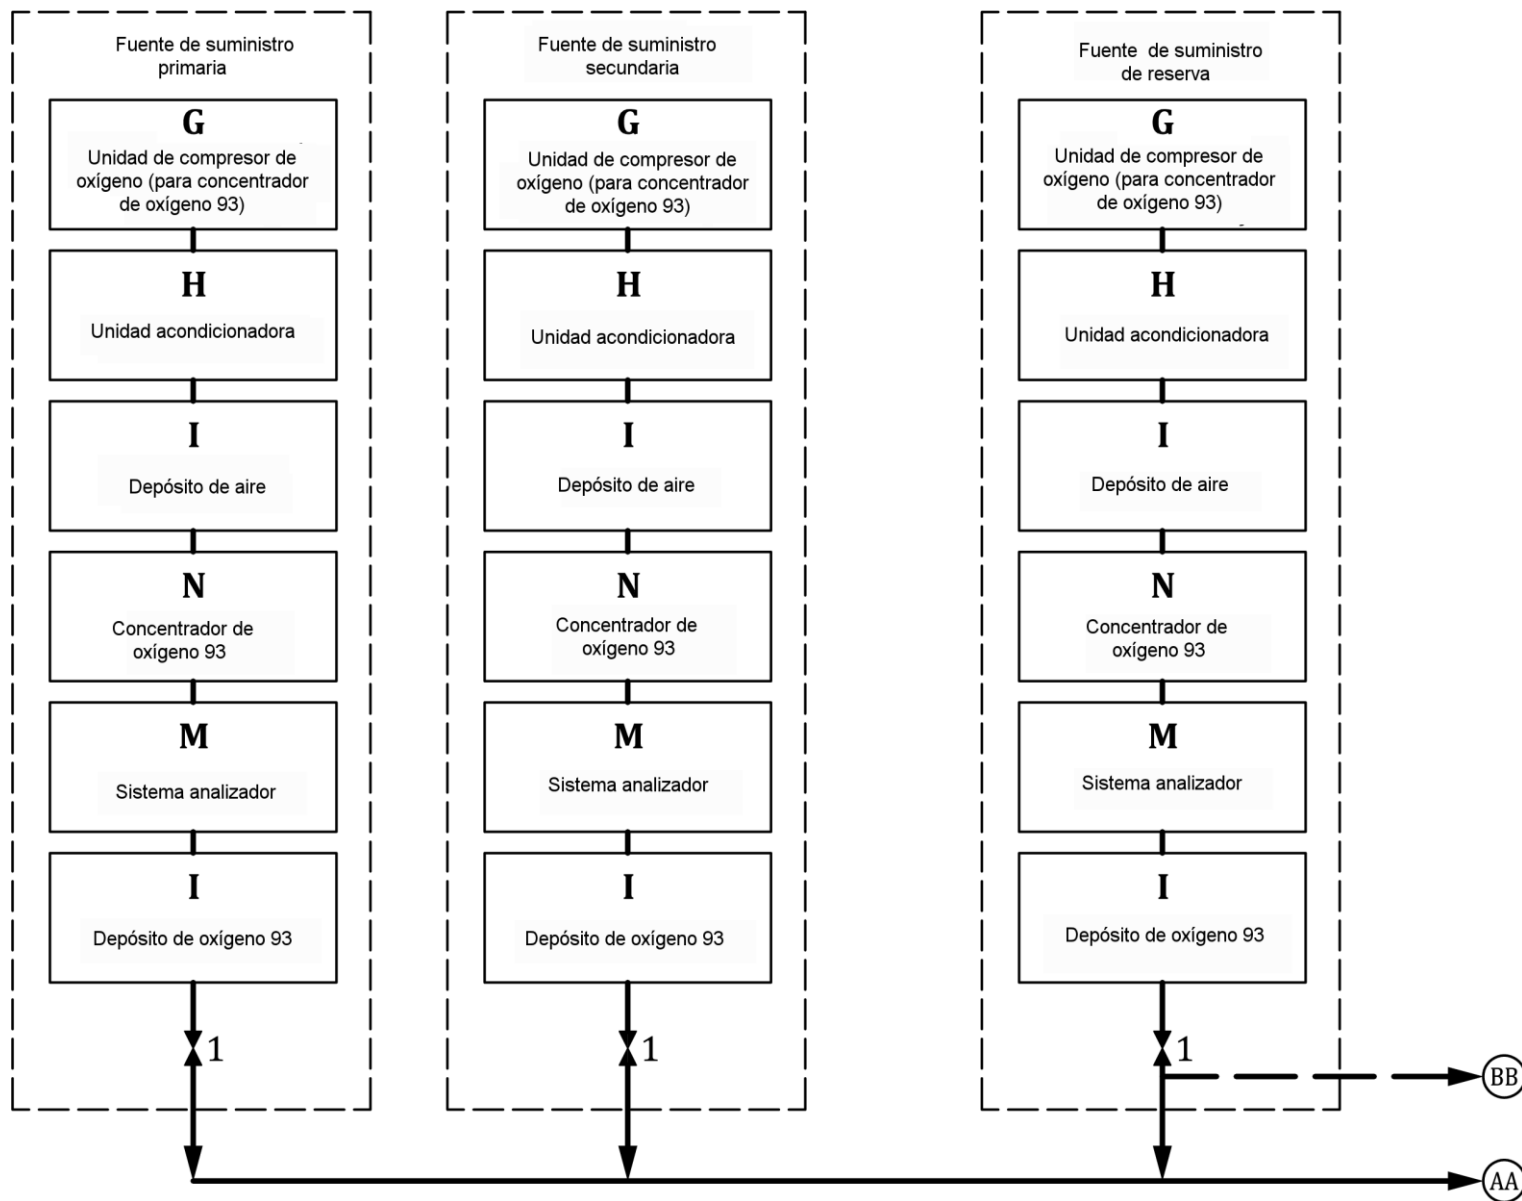 Fuente de suministro
primaria
G
Unidad de compresor de
oxígeno (para concentrador
de oxígeno 93)
H
Unidad acondicionadora
I
Depósito de aire
N
Concentrador de
oxígeno 93
M
Sistema analizador
I
Depósito de oxígeno 93
1
Fuente de suministro
secundaria
G
Unidad de compresor de
oxígeno (para concentrador
de oxígeno 93)
H
Unidad acondicionadora
I
Depósito de aire
N
Concentrador de
oxígeno 93
M
Sistema analizador
I
Depósito de oxígeno 93
1
Fuente de suministro
de reserva
G
Unidad de compresor de
oxígeno (para concentrador
de oxígeno 93)
H
Unidad acondicionadora
I
Depósito de aire
N
Concentrador de
oxígeno 93
M
Sistema analizador
I
Depósito de oxígeno 93
1
BB
AA